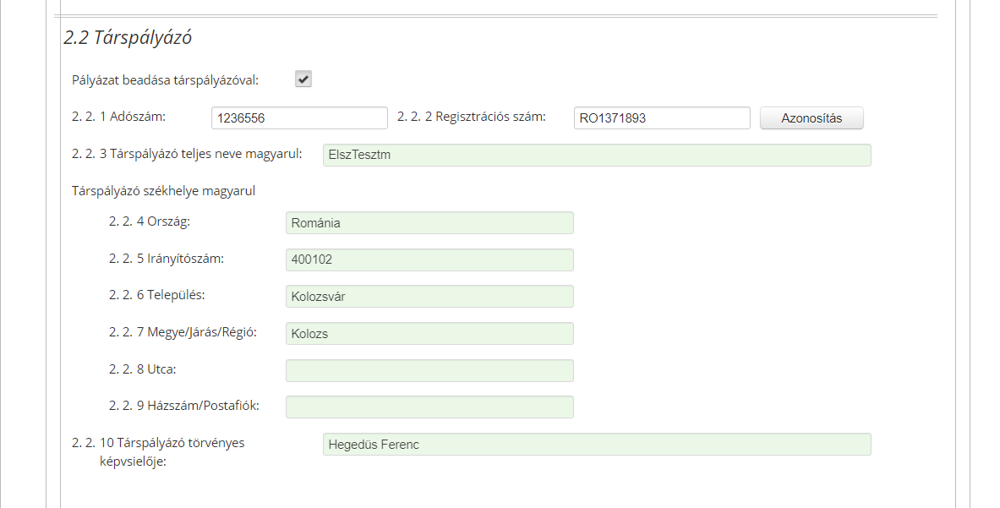 2.2 Társpályázó
Pályázat beadása társpályázóval:
2. 2. 1 Adószám: 1236556 2. 2. 2 Regisztrációs szám: RO1371893 Azonosítás
2. 2. 3 Társpályázó teljes neve magyarul: ElszTesztm
Társpályázó székhelye magyarul
2. 2. 4 Ország: Románia
2. 2. 5 Irányítószám: 400102
2. 2. 6 Település: Kolozsvár
2. 2. 7 Megye/Járás/Régió: Kolozs
2. 2. 8 Utca:
2. 2. 9 Házszám/Postafiók:
2. 2. 10 Társpályázó törvényes Hegedüs Ferenc
képvsielője: